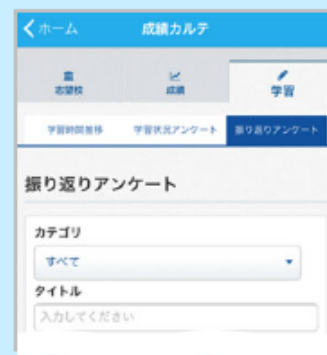 ホーム 成績カルテ
志望校 成績 学習
学習時間推移 学習状況アンケート 振り返りアンケート
振り返りアンケート
カテゴリ
すべて
タイトル
入力してください